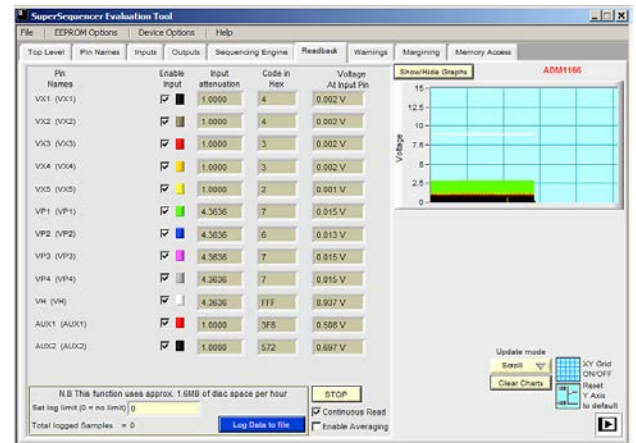 SuperSequencer Evaluation Tool
File EEPROM Options Device Options Help
Top Level Pin Names Inputs Outputs Sequencing Engine Readback Warnings Margining Memory Access
Pin Names Enable Input Input attenuation Code in Hex Voltage At Input Pin
VX1 (VX1) 1.0000 4 0.002 V
VX2 (VX2) 1.0000 4 0.002 V
VX3 (VX3) 1.0000 3 0.002 V
VX4 (VX4) 1.0000 3 0.002 V
VX5 (VX5) 1.0000 2 0.001 V
VP1 (VP1) 4.3636 7 0.015 V
VP2 (VP2) 4.3636 6 0.013 V
VP3 (VP3) 4.3636 7 0.015 V
VP4 (VP4) 4.3636 7 0.015 V
VH (VH) 4.3636 FFF 8.937 V
AUX1 (AUX1) 1.0000 3F8 0.508 V
AUX2 (AUX2) 1.0000 572 0.697 V
N.B This function uses approx. 1.6MB of disc space per hour
Set log limit (0 = no limit) 0
Total logged Samples = 0
Log Data to file
STOP
Continuous Read
Enable Averaging
Show/Hide Graphs
ADM1166
Voltage
15
12.5
10
7.5
5
2.5
0
Update mode
Scroll
Clear Charts
XY Grid
ON/OFF
Reset
Y Axis
to default